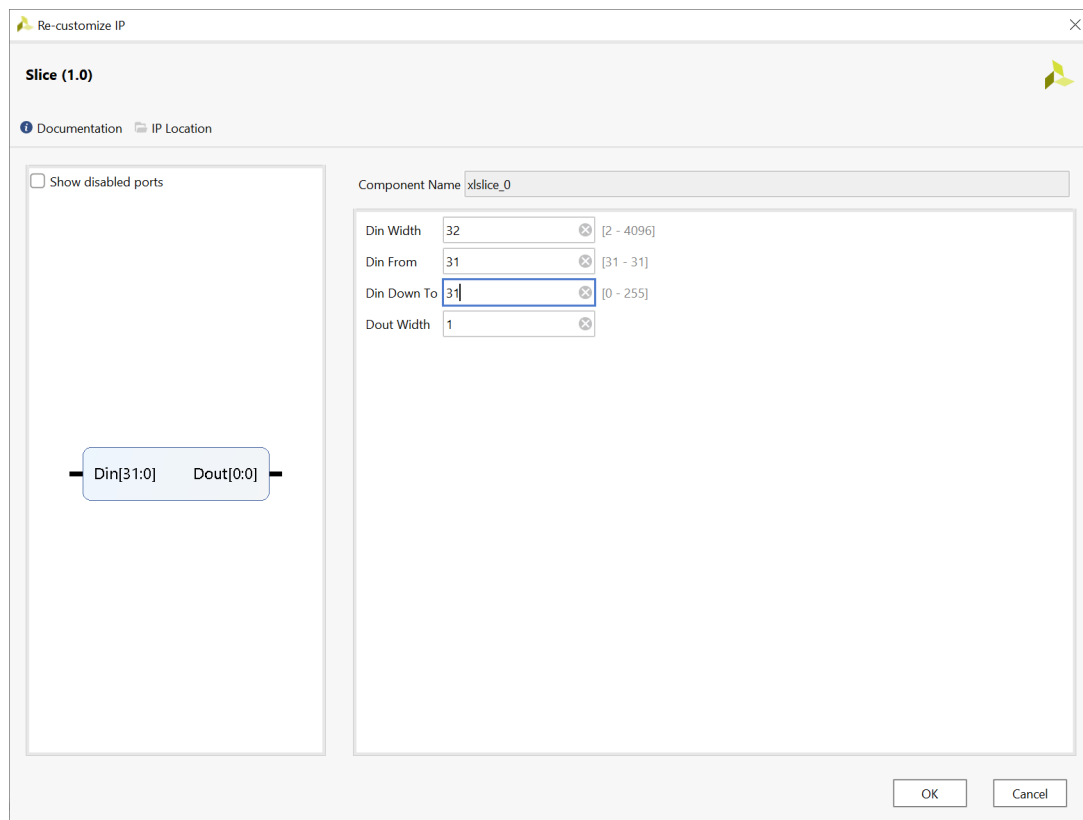 Re-customize IP
Slice (1.0)
Documentation IP Location
Show disabled ports
Component Name xlslice_0
Din Width 32 [2 - 4096]
Din From 31 [31 - 31]
Din Down To 31 [0 - 255]
Dout Width 1
Din[31:0] Dout[0:0]
OK Cancel